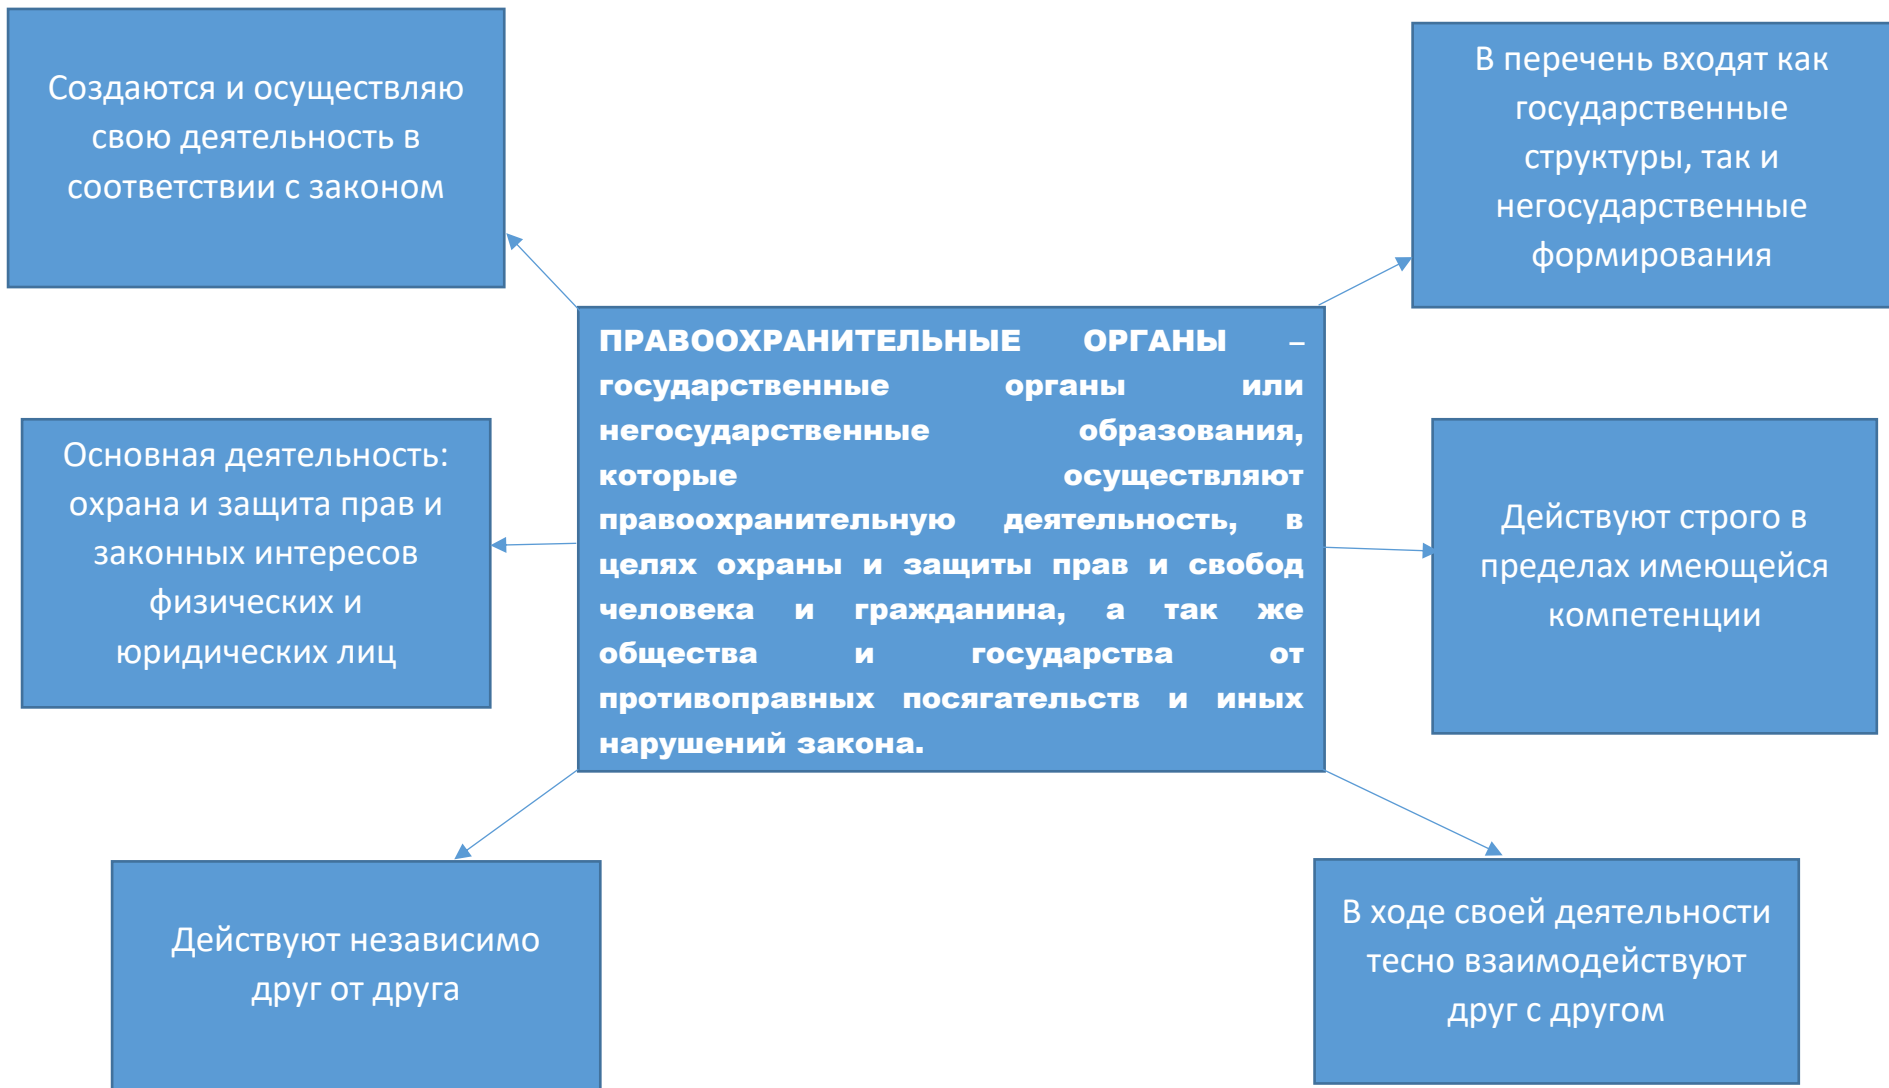 Создаются и осуществляю
свою деятельность в
соответствии с законом
В перечень входят как
государственные
структуры, так и
негосударственные
формирования
ПРАВООХРАНИТЕЛЬНЫЕ ОРГАНЫ –
государственные органы или
негосударственные образования,
которые осуществляют
правоохранительную деятельность, в
целях охраны и защиты прав и свобод
человека и гражданина, а так же
общества и государства от
противоправных посягательств и иных
нарушений закона.
Основная деятельность:
охрана и защита прав и
законных интересов
физических и
юридических лиц
Действуют строго в
пределах имеющейся
компетенции
Действуют независимо
друг от друга
В ходе своей деятельности
тесно взаимодействуют
друг с другом